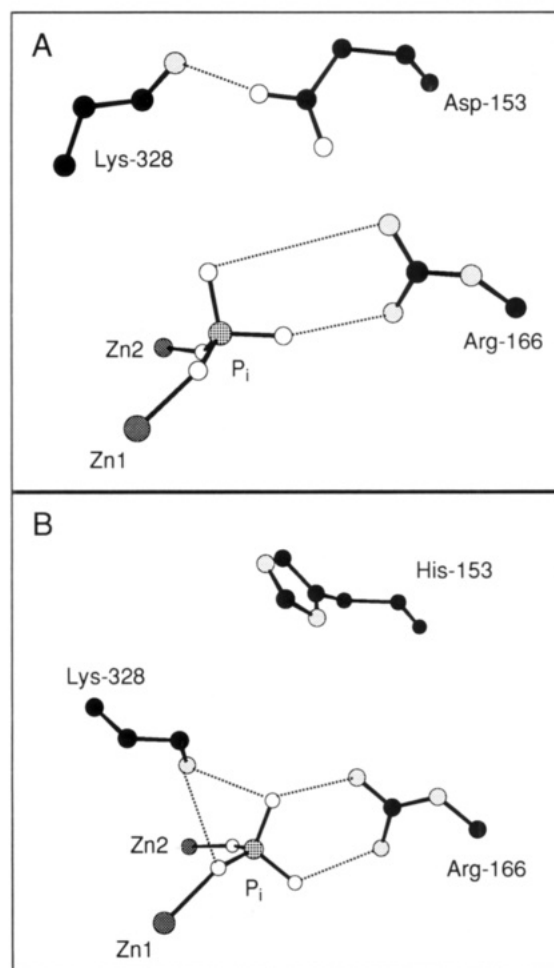 A
Lys-328
Asp-153
Zn2
Pi
Arg-166
Zn1
B
His-153
Lys-328
Zn2
Pi
Arg-166
Zn1